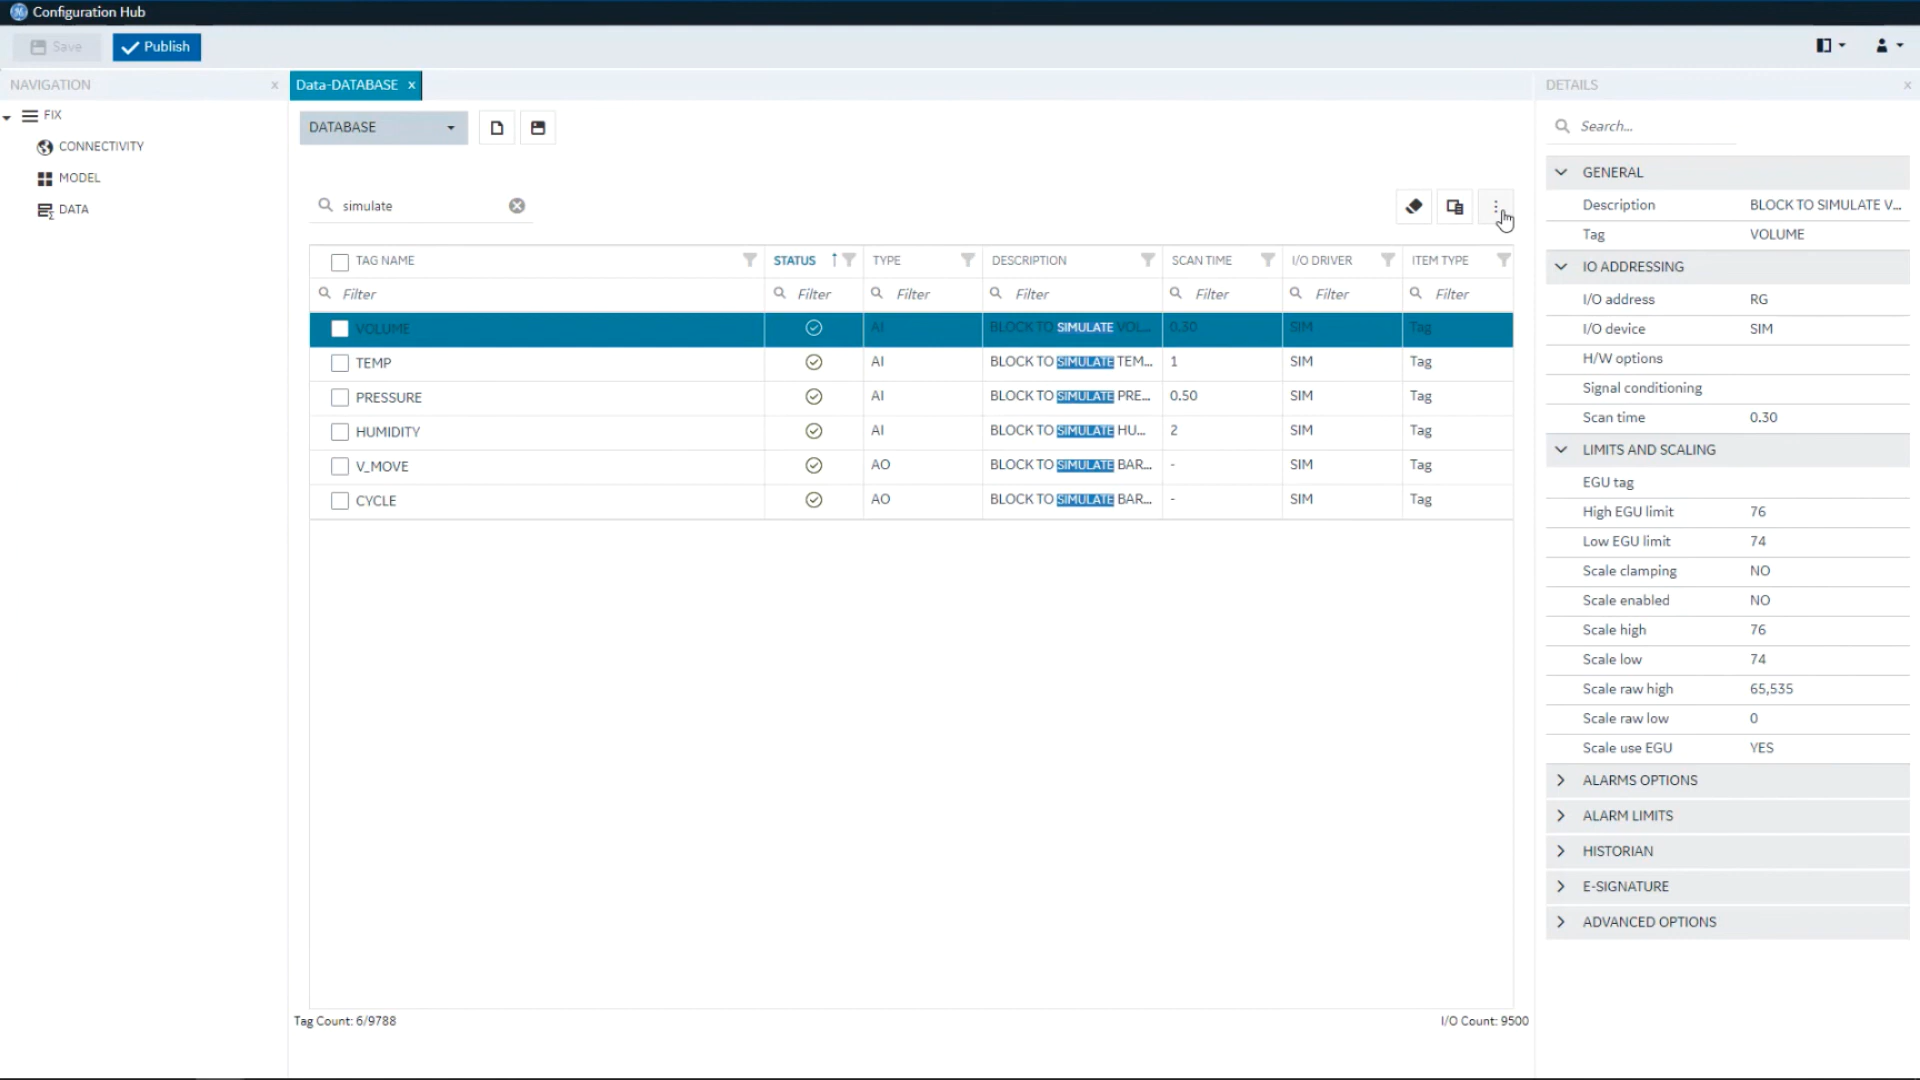 Configuration Hub
Save Publish
NAVIGATION x
Data-DATABASE x
DETAILS x
FIX
CONNECTIVITY
MODEL
DATA
DATABASE
simulate
TAG NAME STATUS TYPE DESCRIPTION SCAN TIME I/O DRIVER ITEM TYPE
Filter Filter Filter Filter Filter Filter Filter
VOLUME AI BLOCK TO SIMULATE VOL... 0.30 SIM Tag
TEMP AI BLOCK TO SIMULATE TEM... 1 SIM Tag
PRESSURE AI BLOCK TO SIMULATE PRE... 0.50 SIM Tag
HUMIDITY AI BLOCK TO SIMULATE HU... 2 SIM Tag
V_MOVE AO BLOCK TO SIMULATE BAR... - SIM Tag
CYCLE AO BLOCK TO SIMULATE BAR... - SIM Tag
Tag Count: 6/9788
I/O Count: 9500
Search...
GENERAL
Description BLOCK TO SIMULATE V...
Tag VOLUME
IO ADDRESSING
I/O address RG
I/O device SIM
H/W options
Signal conditioning
Scan time 0.30
LIMITS AND SCALING
EGU tag
High EGU limit 76
Low EGU limit 74
Scale clamping NO
Scale enabled NO
Scale high 76
Scale low 74
Scale raw high 65,535
Scale raw low 0
Scale use EGU YES
ALARMS OPTIONS
ALARM LIMITS
HISTORIAN
E-SIGNATURE
ADVANCED OPTIONS